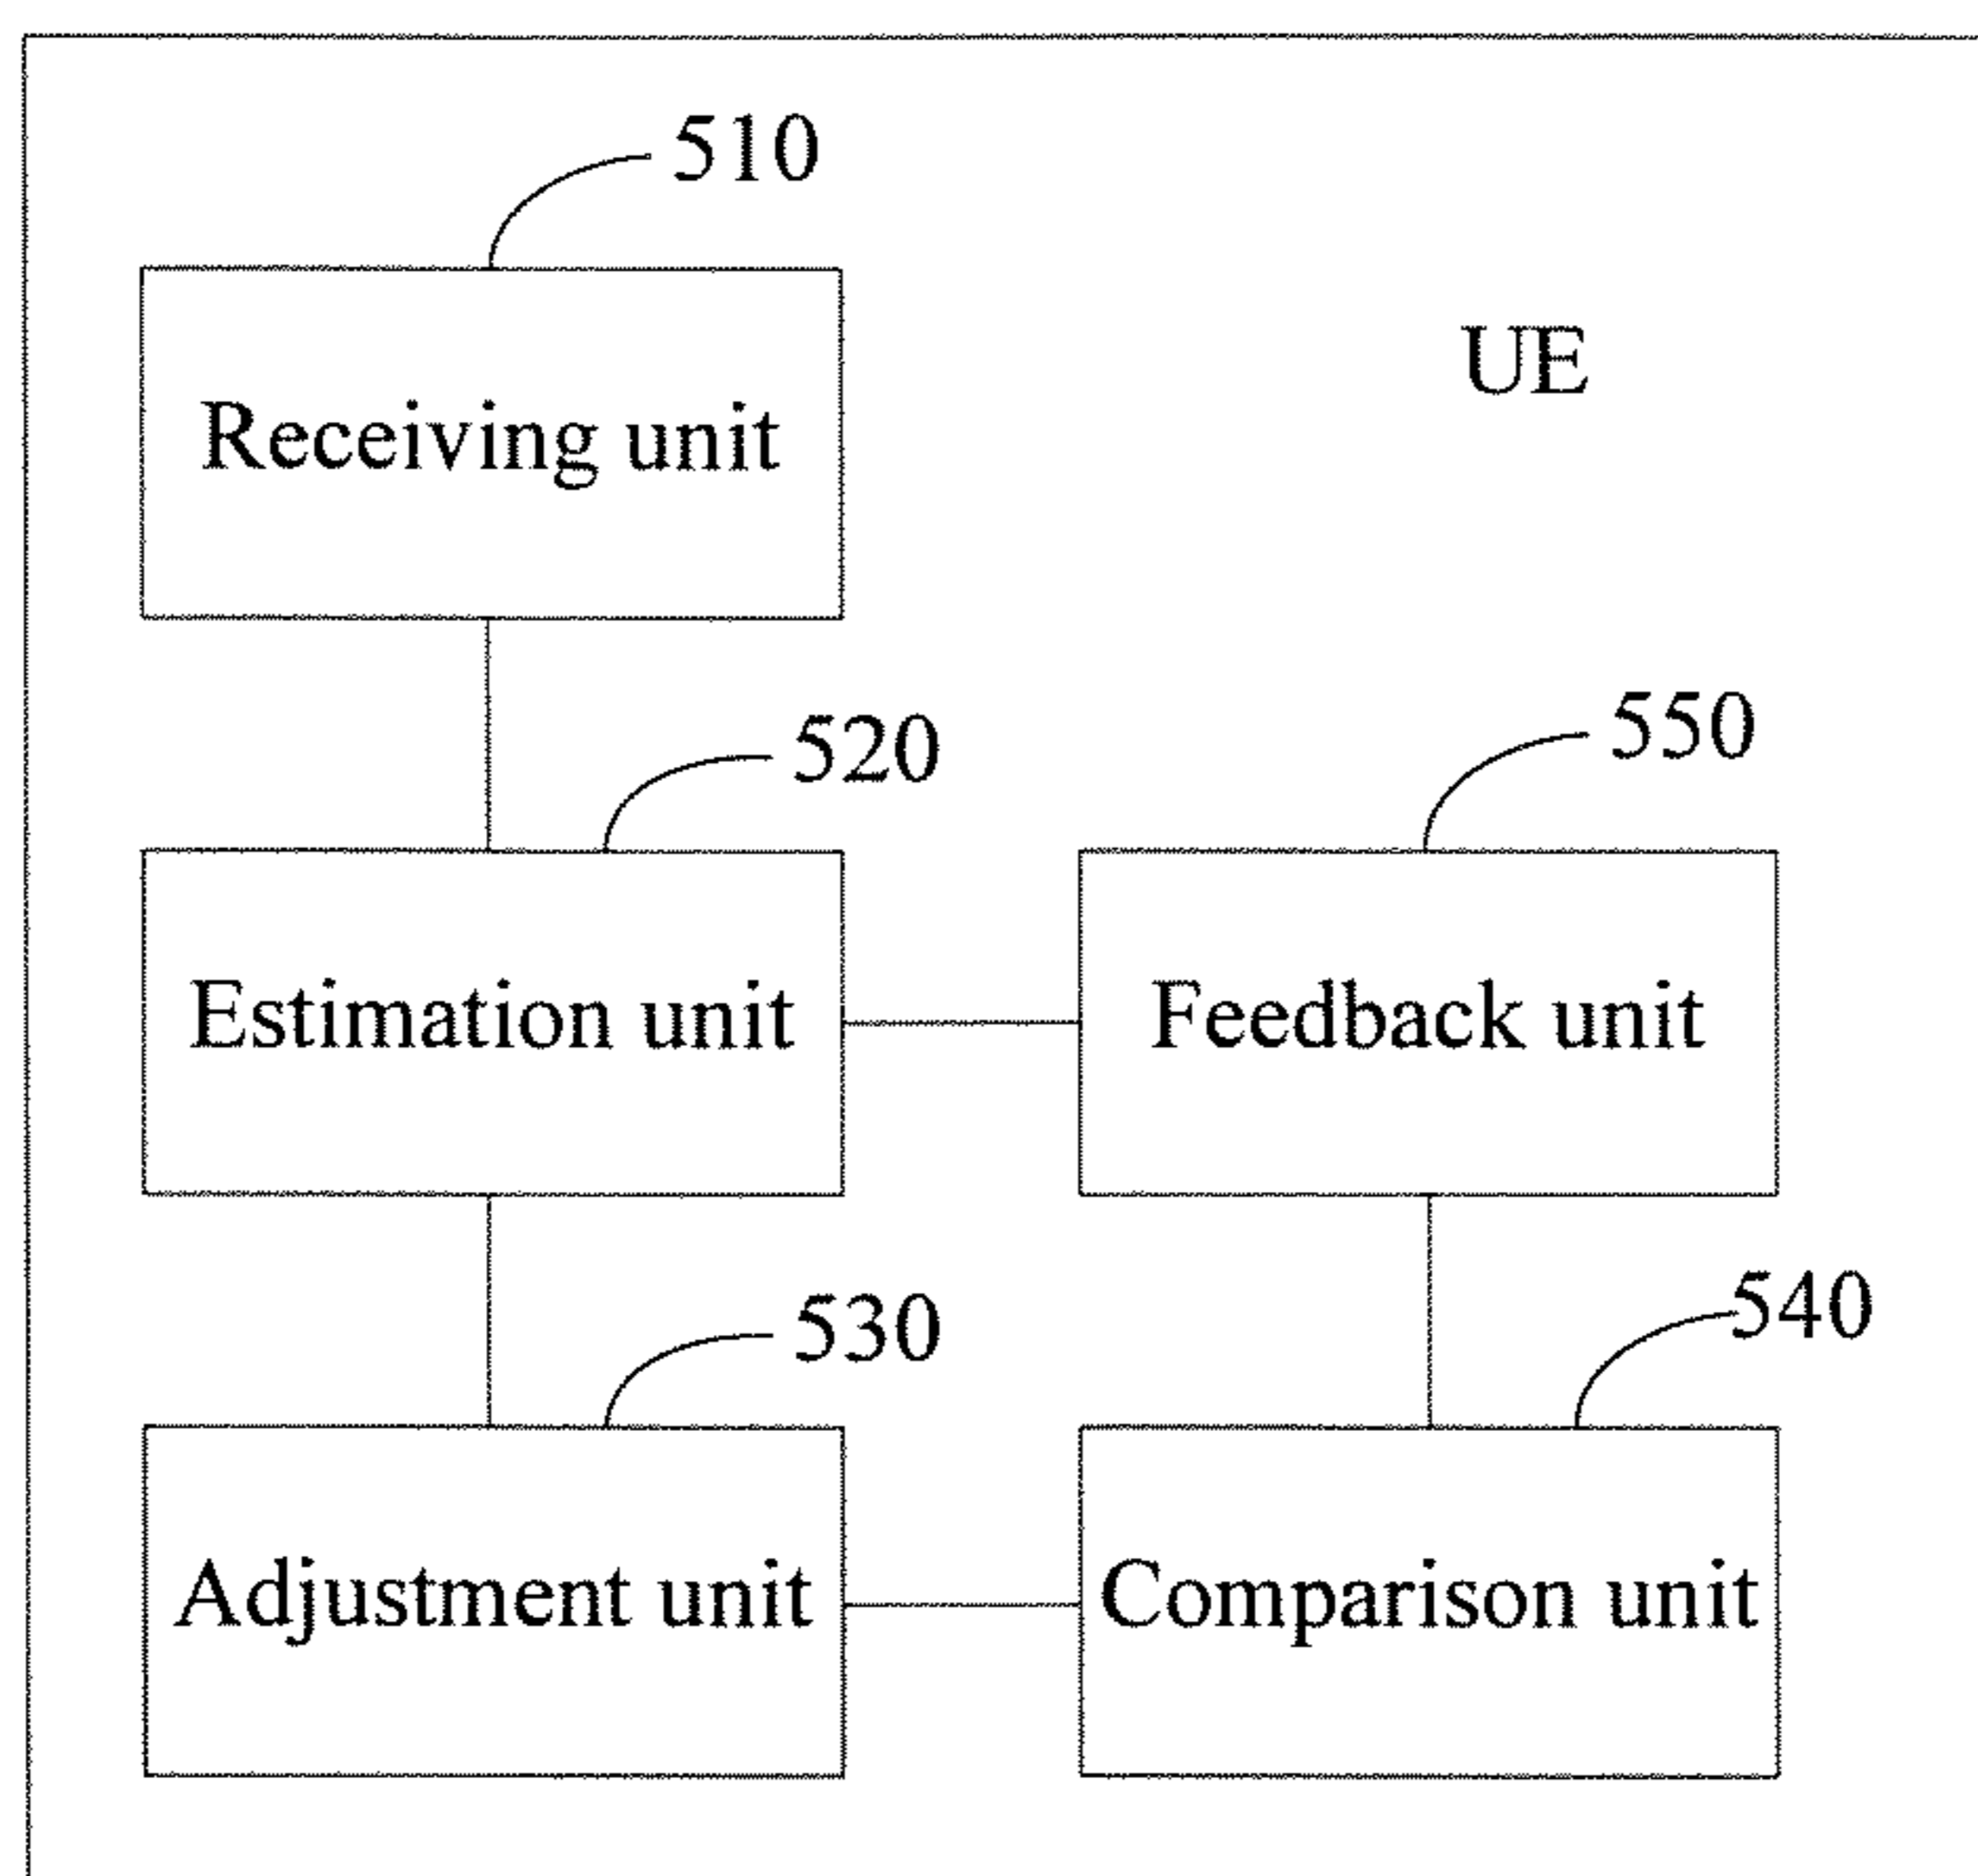 510
UE
Receiving unit
520
550
Estimation unit
Feedback unit
530
540
Adjustment unit
Comparison unit